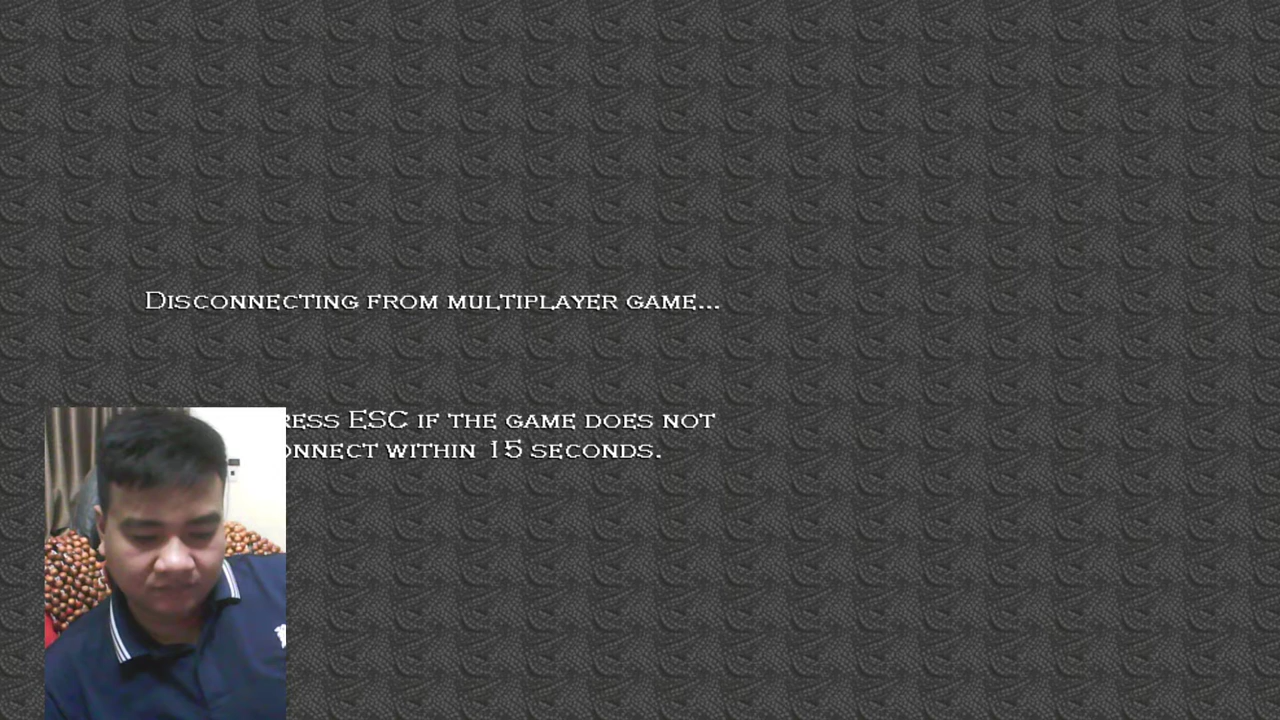 Disconnecting from multiplayer game...
ress ESC if the game does not
onnect within 15 seconds.